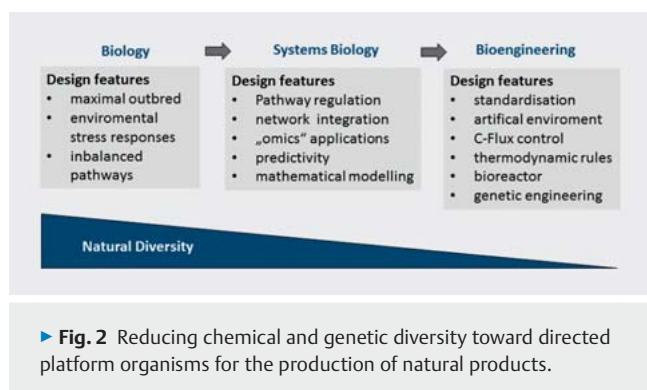 Biology
Systems Biology
Bioengineering
Design features
• maximal outbred
• enviromental
stress responses
• inbalanced
pathways
Design features
• Pathway regulation
• network integration
• „omics“ applications
• predictivity
• mathematical modelling
Design features
• standardisation
• artifical enviroment
• C-Flux control
• thermodynamic rules
• bioreactor
• genetic engineering
Natural Diversity
► Fig. 2 Reducing chemical and genetic diversity toward directed
platform organisms for the production of natural products.